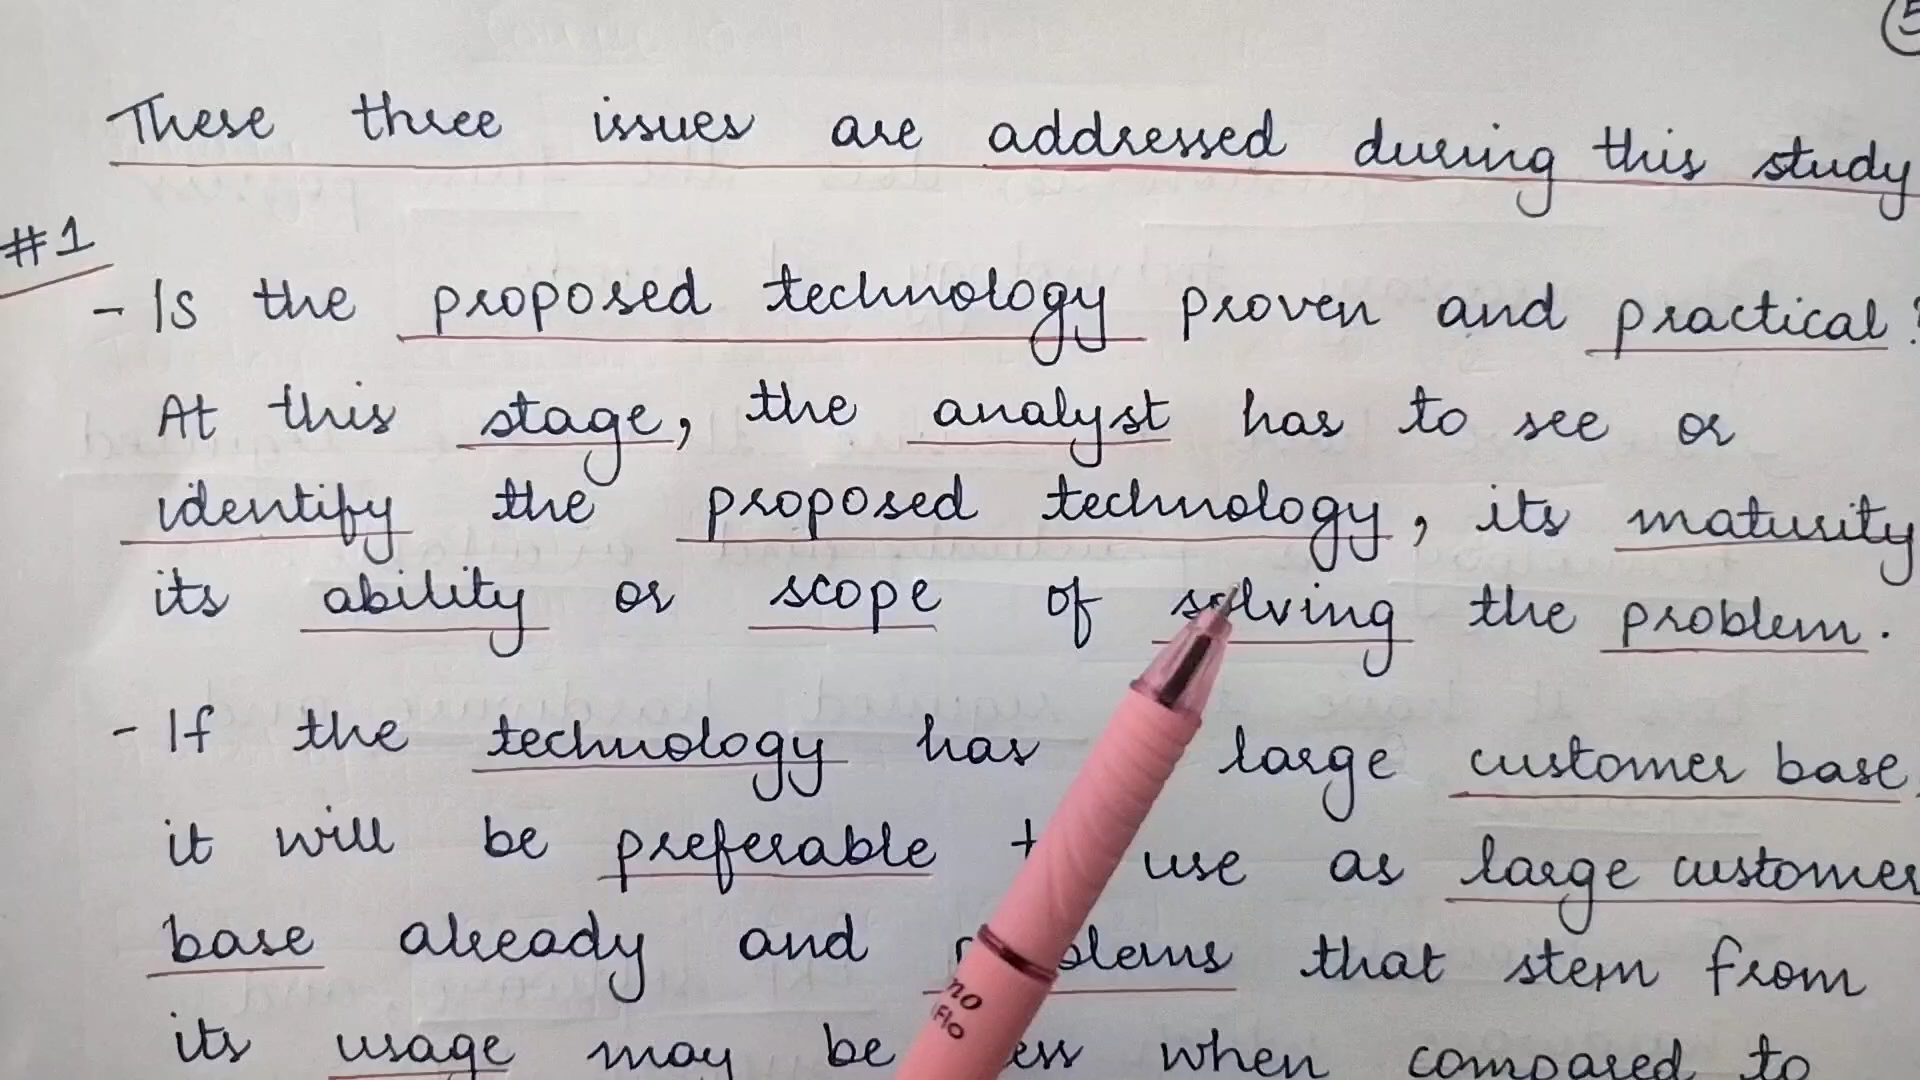 5
These three issues are addressed during this study
#1
- Is the proposed technology proven and practical?
At this stage, the analyst has to see or
identify the proposed technology, its maturity
its ability or scope of solving the problem.
- If the technology has large customer base,
it will be preferable use as large customer
base already and that stem from
its usage may be when compared to
no
Flo